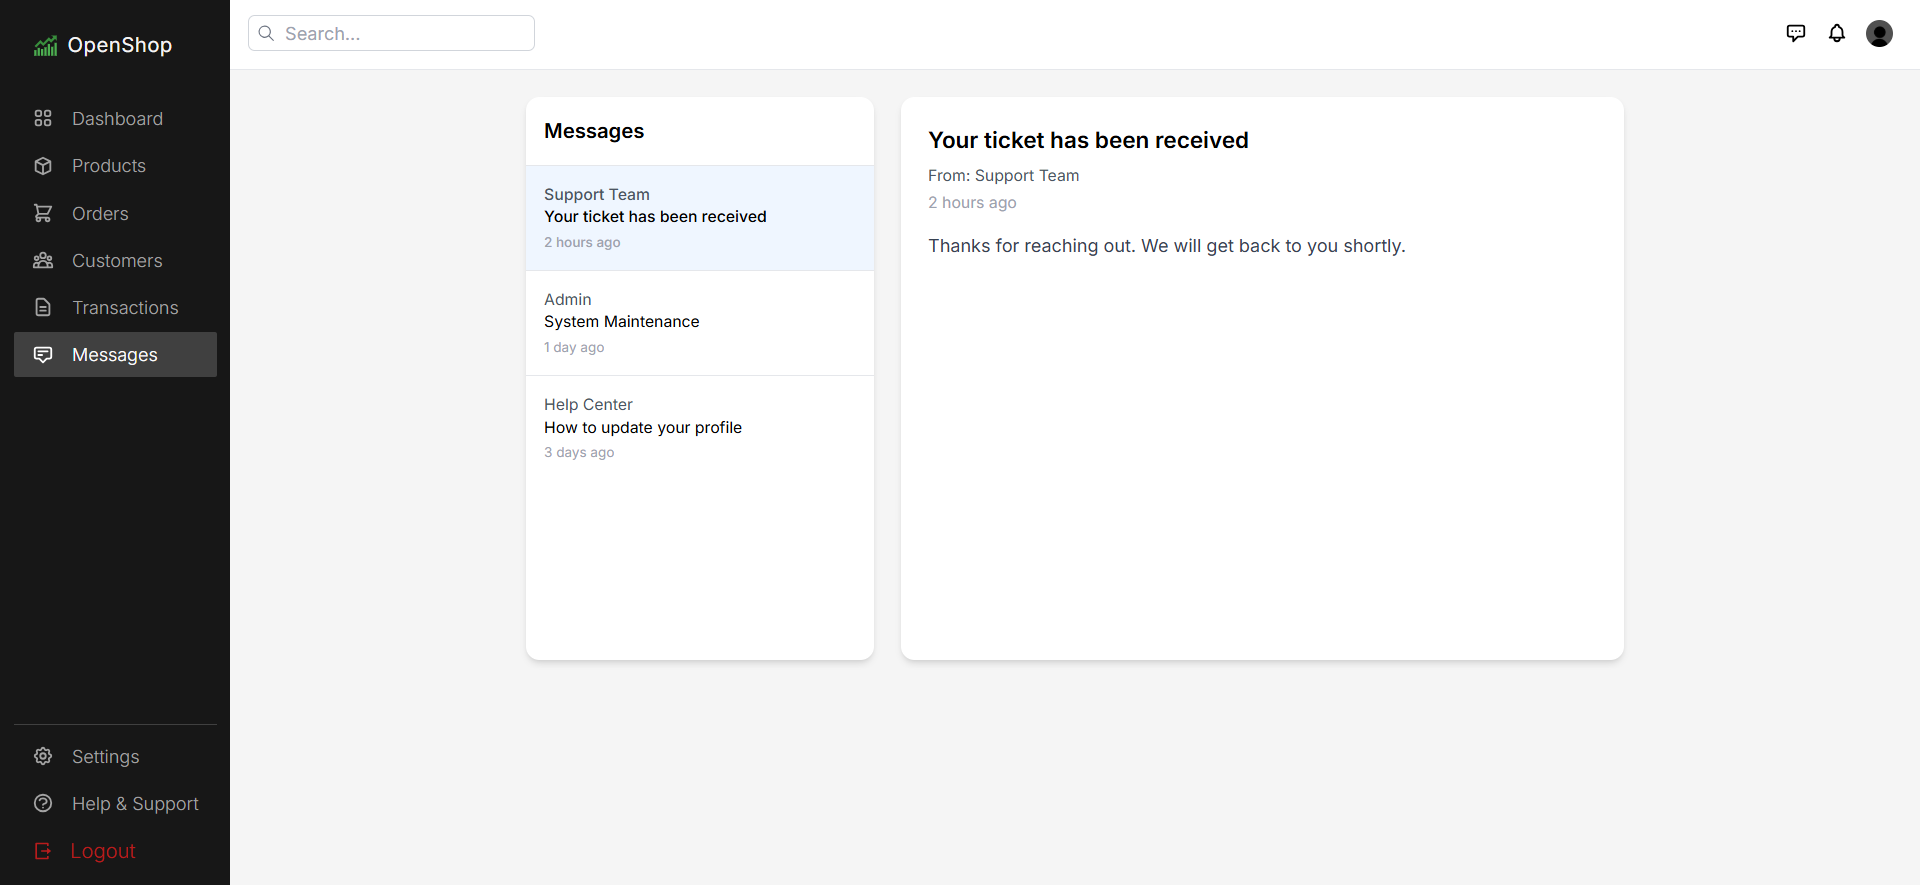 OpenShop
Dashboard
Products
Orders
Customers
Transactions
Messages
Settings
Help & Support
Logout
Search...
Messages
Support Team
Your ticket has been received
2 hours ago
Admin
System Maintenance
1 day ago
Help Center
How to update your profile
3 days ago
Your ticket has been received
From: Support Team
2 hours ago
Thanks for reaching out. We will get back to you shortly.